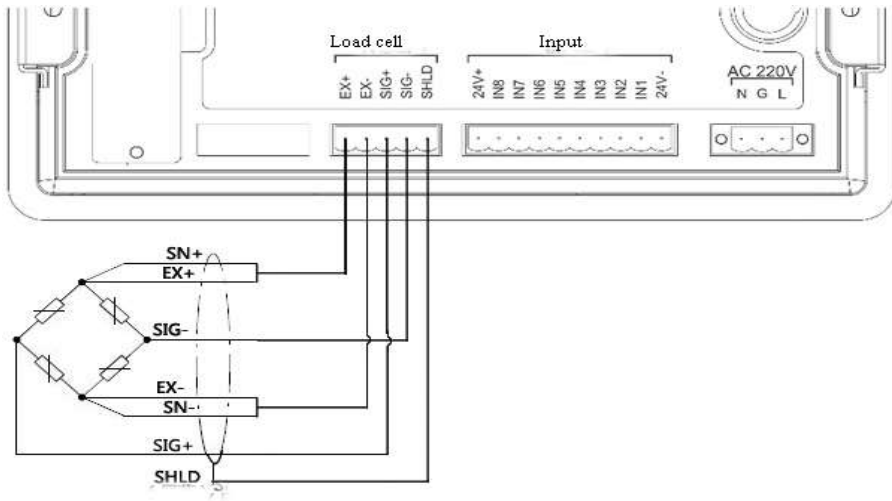 Load cell Input
EX+ EX- SIG+ SIG- SHLD 24V+ IN8 IN7 IN6 IN5 IN4 IN3 IN2 IN1 24V-
AC 220V
N G L
SN+
EX+
SIG-
EX-
SN-
SIG+
SHLD